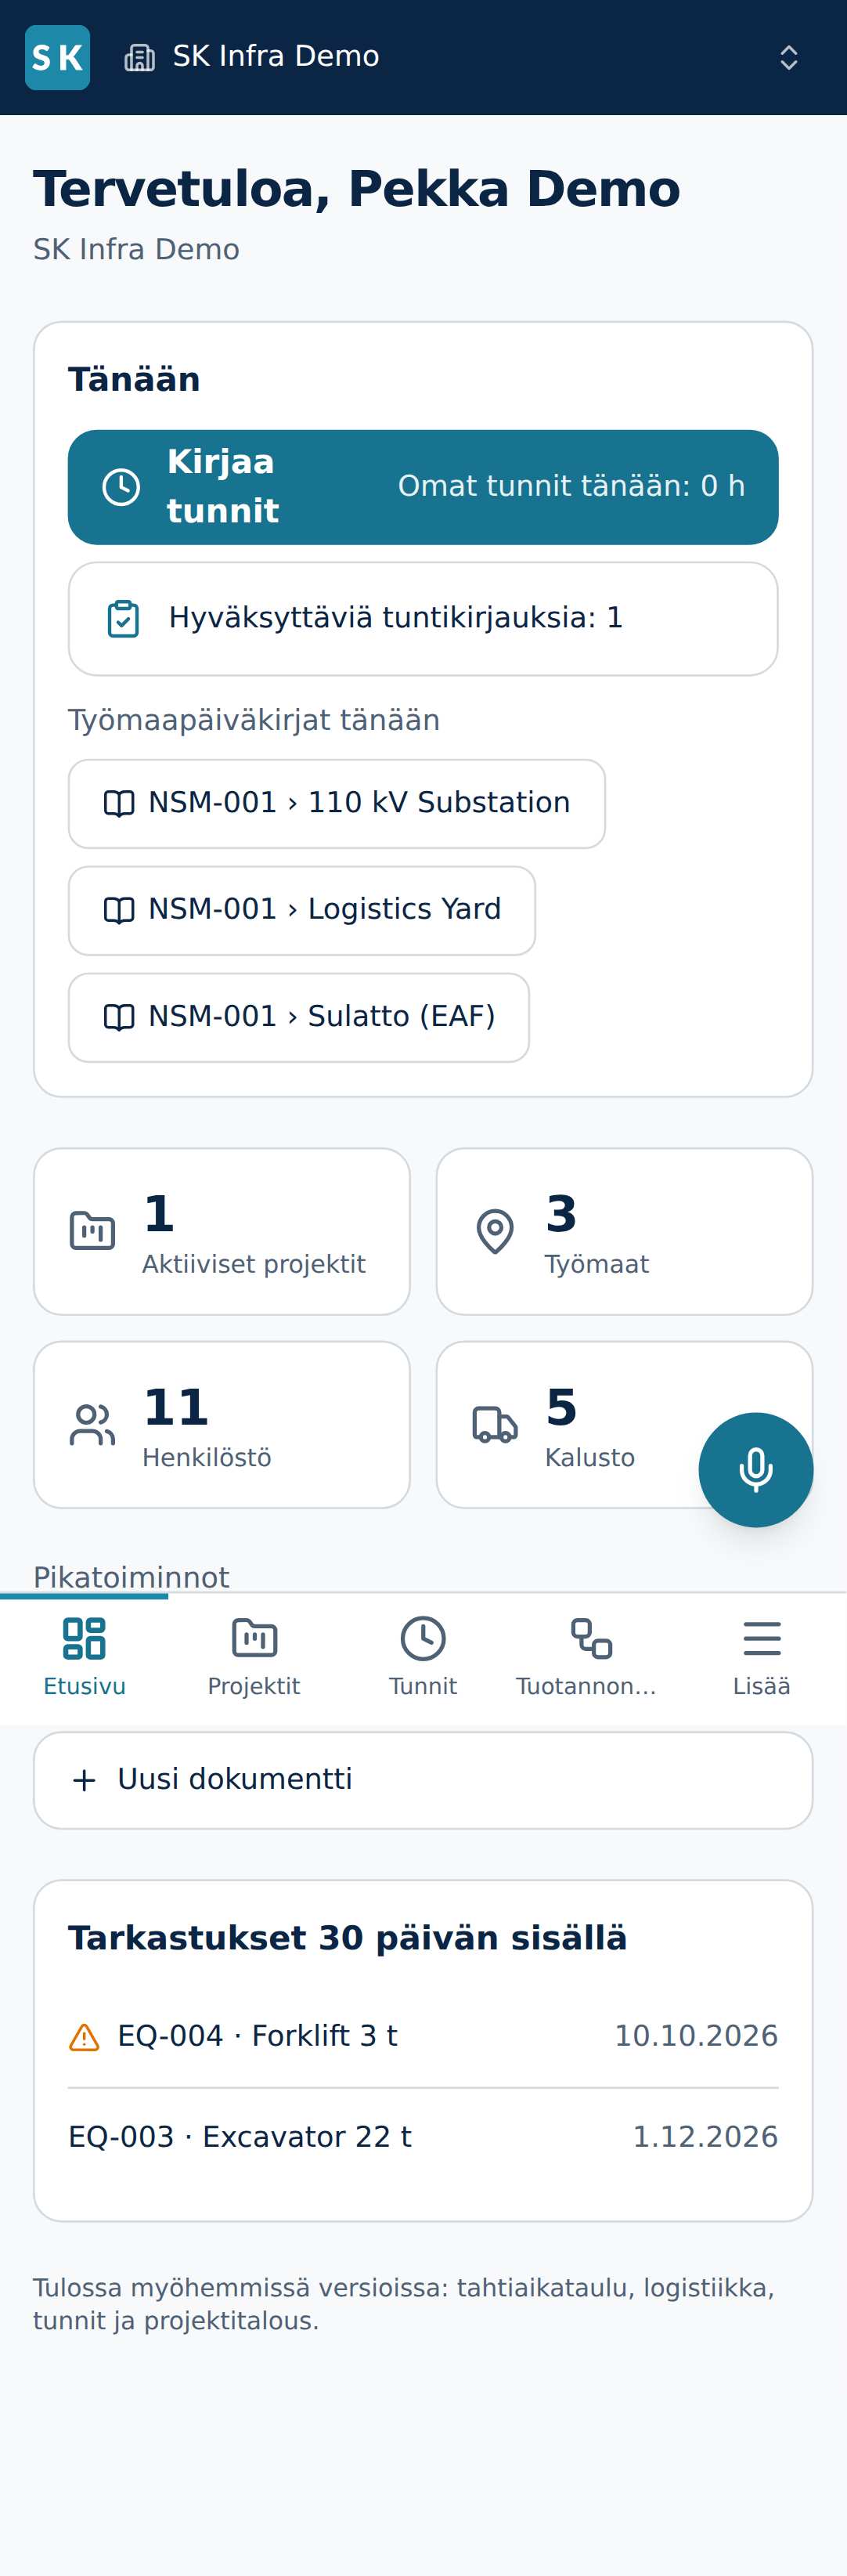 SK
SK Infra Demo
Tervetuloa, Pekka Demo
SK Infra Demo
Tänään
Kirjaa
tunnit
Omat tunnit tänään: 0 h
Hyväksyttäviä tuntikirjauksia: 1
Työmaapäiväkirjat tänään
NSM-001 › 110 kV Substation
NSM-001 › Logistics Yard
NSM-001 › Sulatto (EAF)
1
Aktiiviset projektit
3
Työmaat
11
Henkilöstö
5
Kalusto
Pikatoiminnot
Etusivu
Projektit
Tunnit
Tuotannon...
Lisää
+ Uusi dokumentti
Tarkastukset 30 päivän sisällä
EQ-004 · Forklift 3 t
10.10.2026
EQ-003 · Excavator 22 t
1.12.2026
Tulossa myöhemmissä versioissa: tahtiaikataulu, logistiikka,
tunnit ja projektitalous.